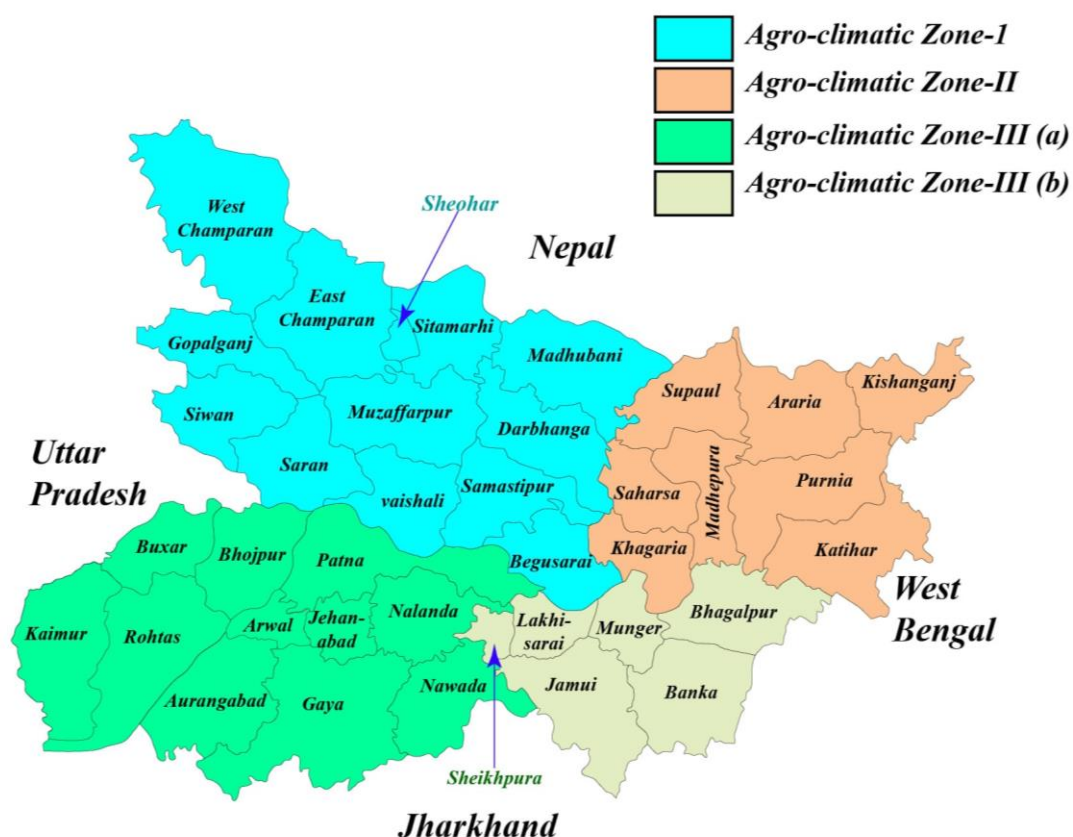 Agro-climatic Zone-1
Agro-climatic Zone-II
Agro-climatic Zone-III (a)
Agro-climatic Zone-III (b)
West
Champaran
Sheohar
Nepal
East
Champaran
Sitamarhi
Gopalganj
Madhubani
Supaul
Araria
Kishanganj
Siwan
Muzaffarpur
Darbhanga
Uttar
Pradesh
Saran
vaishali
Samastipur
Saharsa
Madhepura
Purnia
Buxar
Bhojpur
Patna
Begusarai
Khagaria
Katihar
West
Bengal
Kaimur
Rohtas
Arwal
Jehan-
abad
Nalanda
Lakhi-
sarai
Munger
Bhagalpur
Aurangabad
Gaya
Nawada
Jamui
Banka
Sheikhpura
Jharkhand